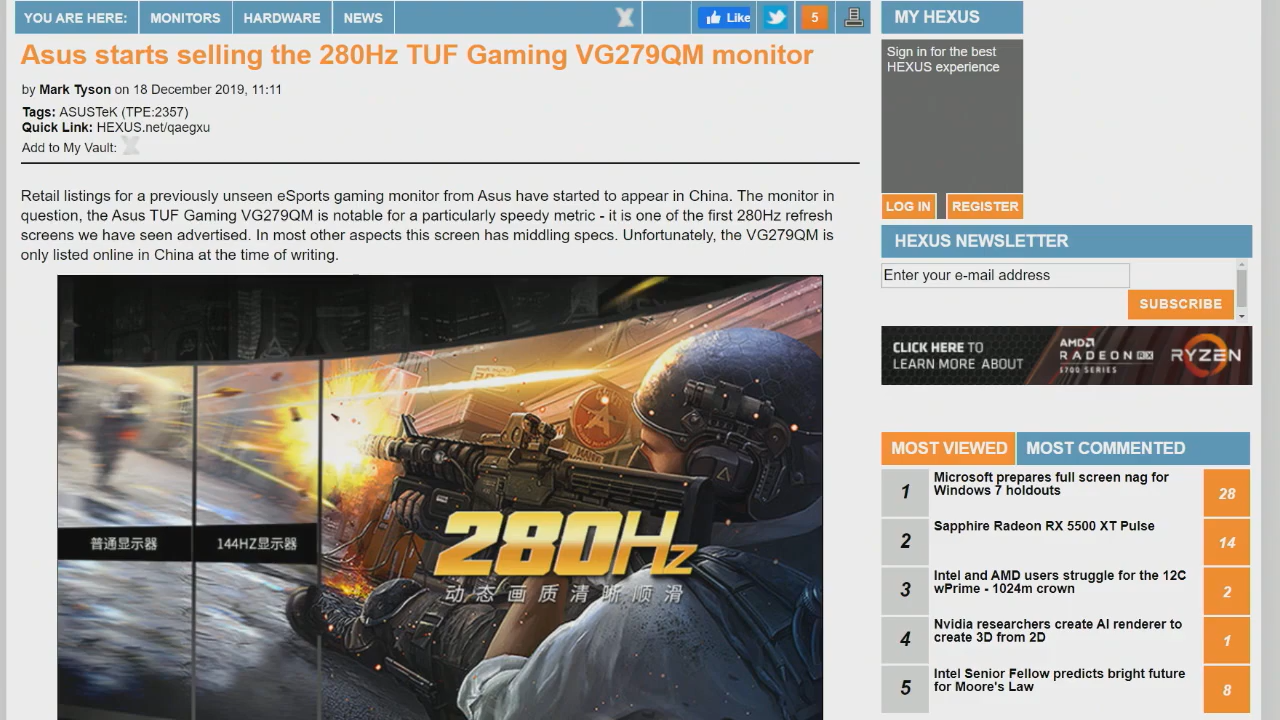 YOU ARE HERE: MONITORS HARDWARE NEWS
Like
5
Asus starts selling the 280Hz TUF Gaming VG279QM monitor
by Mark Tyson on 18 December 2019, 11:11
Tags: ASUSTeK (TPE:2357)
Quick Link: HEXUS.net/qaegxu
Add to My Vault:
Retail listings for a previously unseen eSports gaming monitor from Asus have started to appear in China. The monitor in
question, the Asus TUF Gaming VG279QM is notable for a particularly speedy metric - it is one of the first 280Hz refresh
screens we have seen advertised. In most other aspects this screen has middling specs. Unfortunately, the VG279QM is
only listed online in China at the time of writing.
普通显示器
144HZ显示器
280Hz
动态画质清晰顺滑
MY HEXUS
Sign in for the best
HEXUS experience
LOG IN REGISTER
HEXUS NEWSLETTER
Enter your e-mail address
SUBSCRIBE
CLICK HERE TO
LEARN MORE ABOUT
AMD
RADEON RX
5700 SERIES
RYZEN
MOST VIEWED MOST COMMENTED
1 Microsoft prepares full screen nag for
Windows 7 holdouts
28
2 Sapphire Radeon RX 5500 XT Pulse
14
3 Intel and AMD users struggle for the 12C
wPrime - 1024m crown
2
4 Nvidia researchers create AI renderer to
create 3D from 2D
1
5 Intel Senior Fellow predicts bright future
for Moore's Law
8